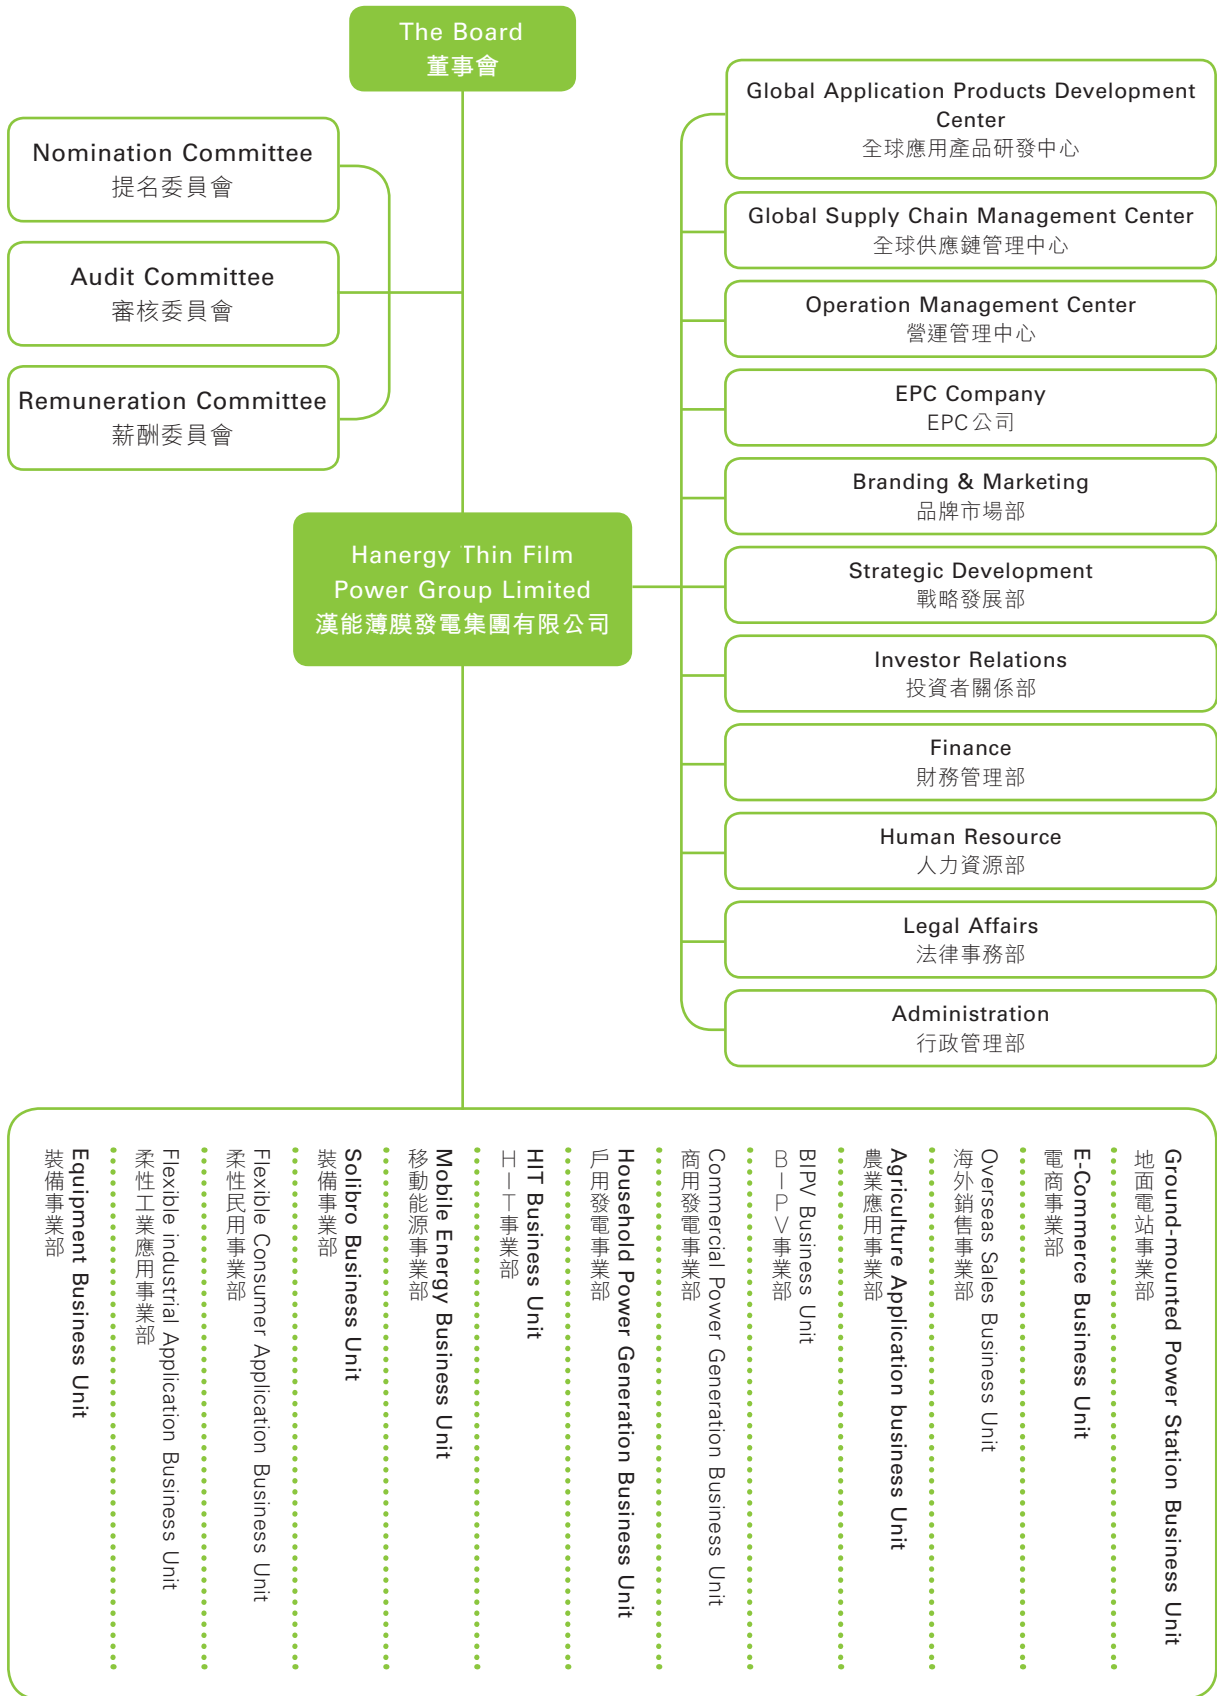 The Board
董事會
Nomination Committee
提名委員會
Audit Committee
審核委員會
Remuneration Committee
薪酬委員會
Hanergy Thin Film
Power Group Limited
漢能薄膜發電集團有限公司
Global Application Products Development
Center
全球應用產品研發中心
Global Supply Chain Management Center
全球供應鏈管理中心
Operation Management Center
營運管理中心
EPC Company
EPC公司
Branding & Marketing
品牌市場部
Strategic Development
戰略發展部
Investor Relations
投資者關係部
Finance
財務管理部
Human Resource
人力資源部
Legal Affairs
法律事務部
Administration
行政管理部
Equipment Business Unit
裝備事業部
Flexible industrial Application Business Unit
柔性工業應用事業部
Flexible Consumer Application Business Unit
柔性民用事業部
Solibro Business Unit
裝備事業部
Mobile Energy Business Unit
移動能源事業部
HIT Business Unit
HIT事業部
Household Power Generation Business Unit
戶用發電事業部
Commercial Power Generation Business Unit
商用發電事業部
BIPV Business Unit
BIPV事業部
Agriculture Application business Unit
農業應用事業部
Overseas Sales Business Unit
海外銷售事業部
E-Commerce Business Unit
電商事業部
Ground-mounted Power Station Business Unit
地面電站事業部